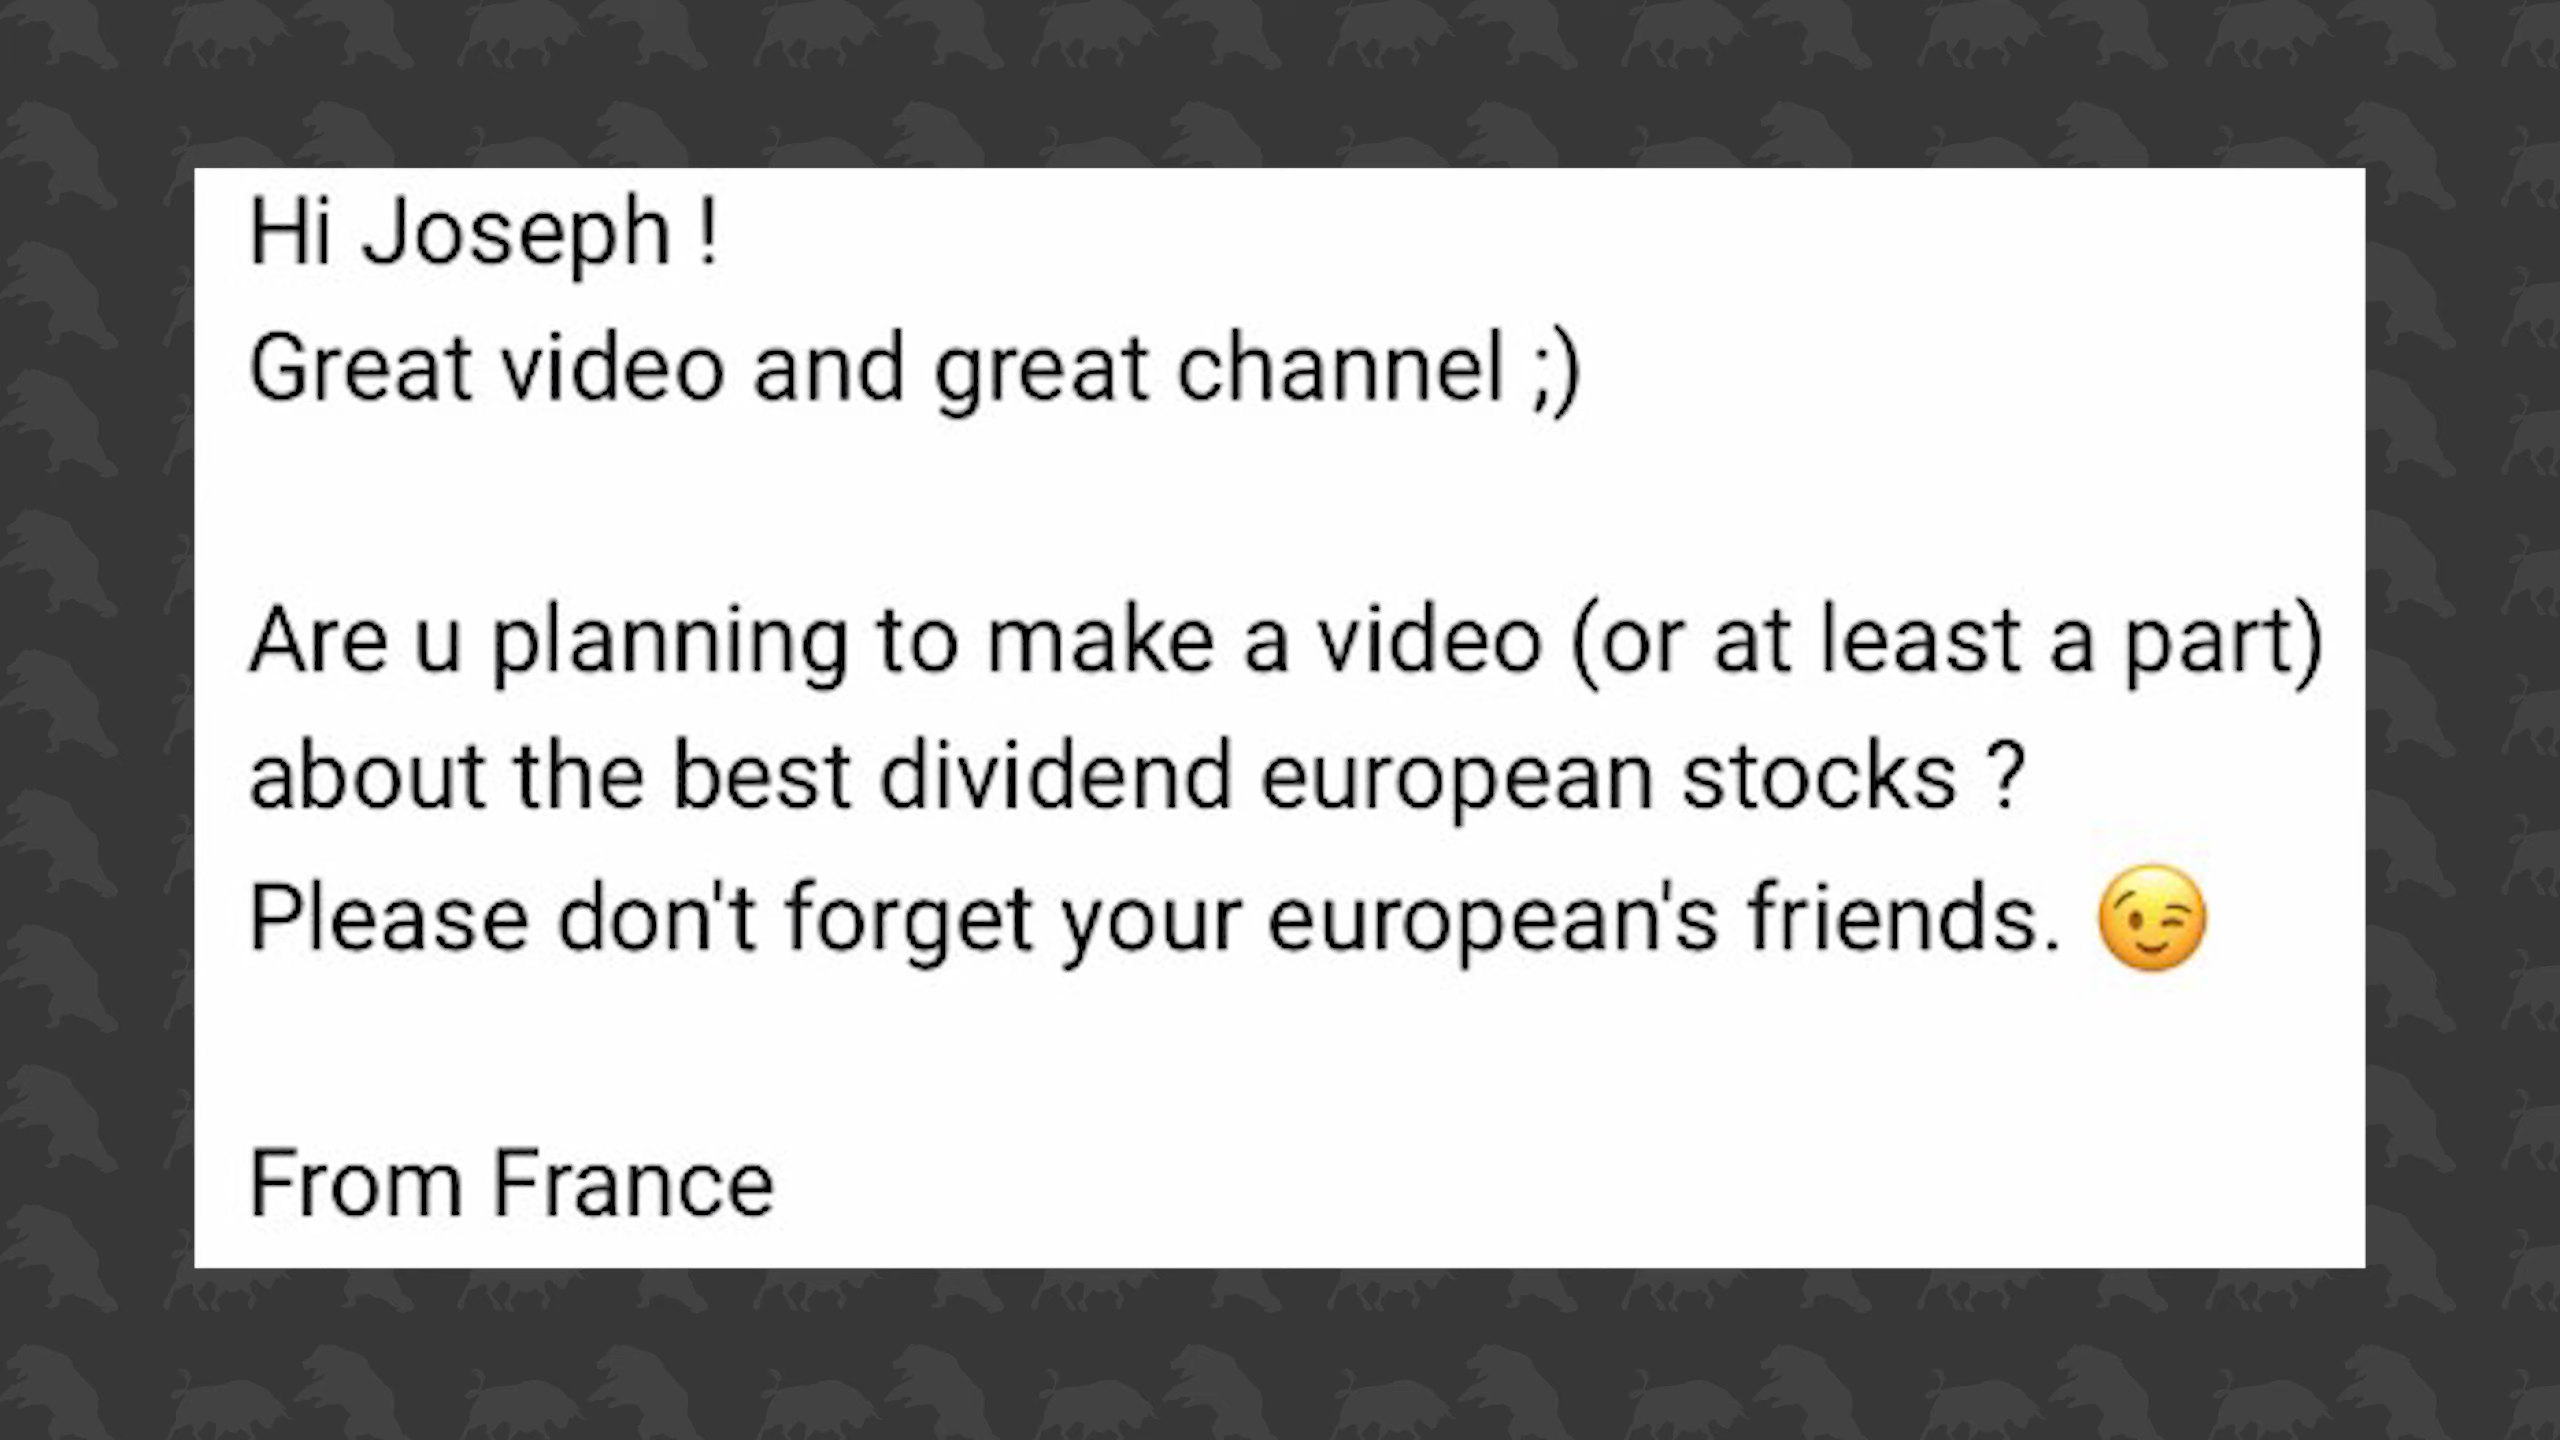 Hi Joseph !
Great video and great channel ;)
Are u planning to make a video (or at least a part)
about the best dividend european stocks ?
Please don't forget your european's friends. 😉
From France